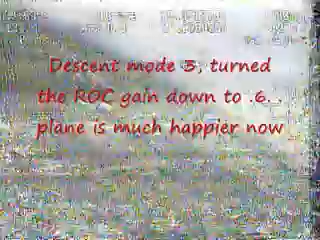 Descent mode 3, turned
the ROC gain down to .6..
plane is much happier now